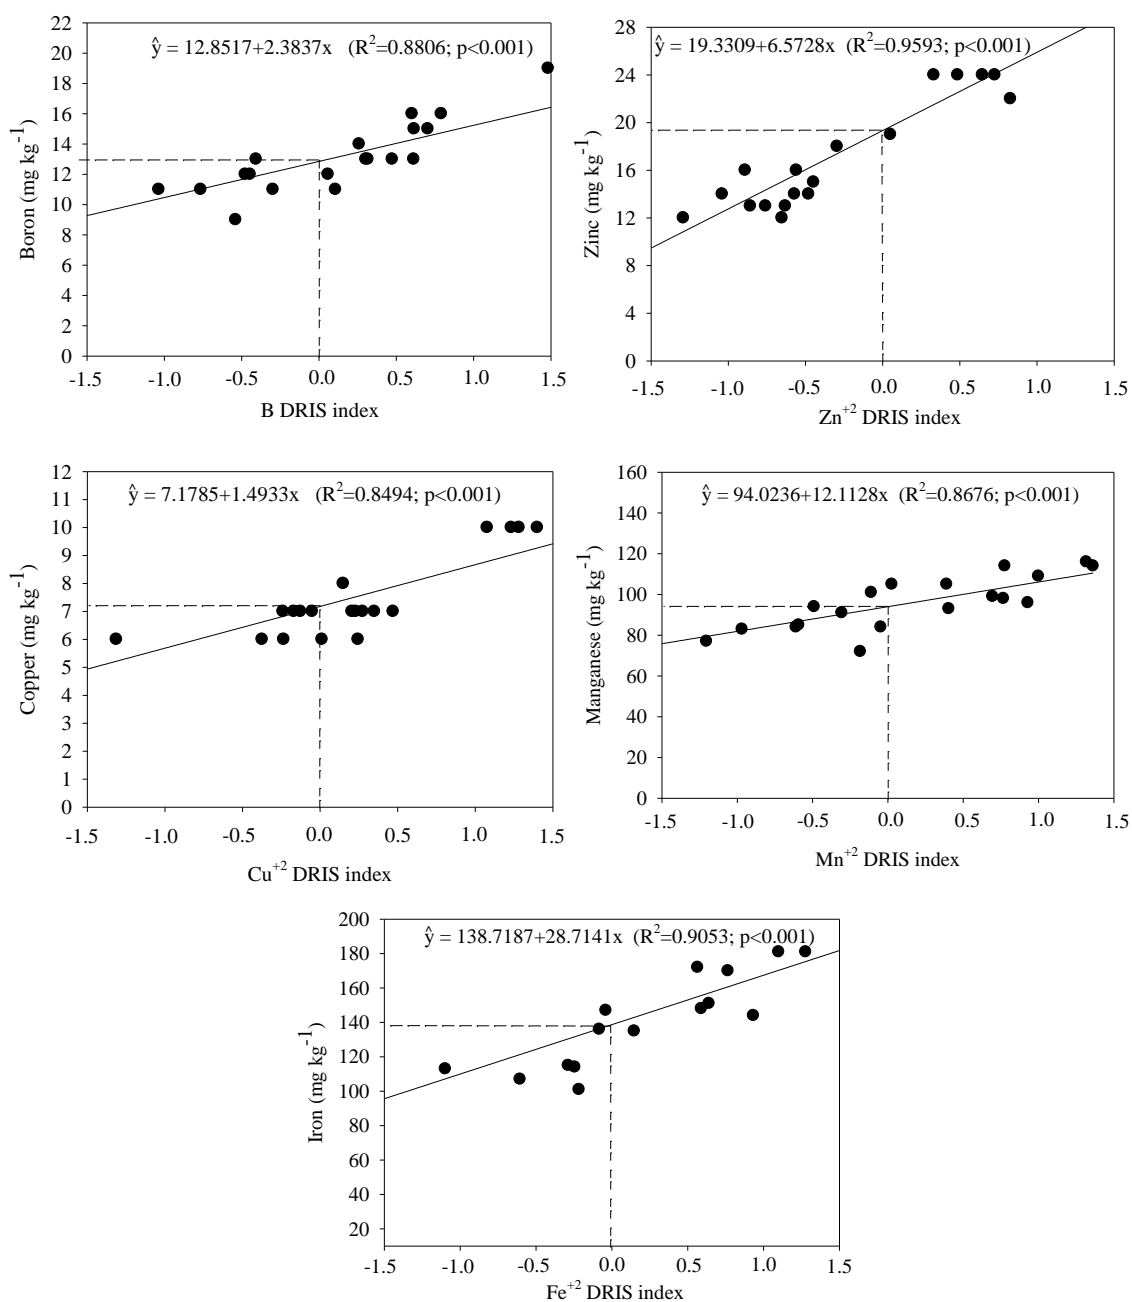 ŷ = 12.8517+2.3837x (R²=0.8806; p<0.001)
22
20
18
16
14
12
10
8
6
4
2
0
Boron (mg kg⁻¹)
-1.5 -1.0 -0.5 0.0 0.5 1.0 1.5
B DRIS index
ŷ = 19.3309+6.5728x (R²=0.9593; p<0.001)
28
24
20
16
12
8
4
0
Zinc (mg kg⁻¹)
-1.5 -1.0 -0.5 0.0 0.5 1.0 1.5
Zn⁺² DRIS index
ŷ = 7.1785+1.4933x (R²=0.8494; p<0.001)
12
11
10
9
8
7
6
5
4
3
2
1
0
Copper (mg kg⁻¹)
-1.5 -1.0 -0.5 0.0 0.5 1.0 1.5
Cu⁺² DRIS index
ŷ = 94.0236+12.1128x (R²=0.8676; p<0.001)
160
140
120
100
80
60
40
20
0
Manganese (mg kg⁻¹)
-1.5 -1.0 -0.5 0.0 0.5 1.0 1.5
Mn⁺² DRIS index
ŷ = 138.7187+28.7141x (R²=0.9053; p<0.001)
200
180
160
140
120
100
80
60
40
20
Iron (mg kg⁻¹)
-1.5 -1.0 -0.5 0.0 0.5 1.0 1.5
Fe⁺² DRIS index